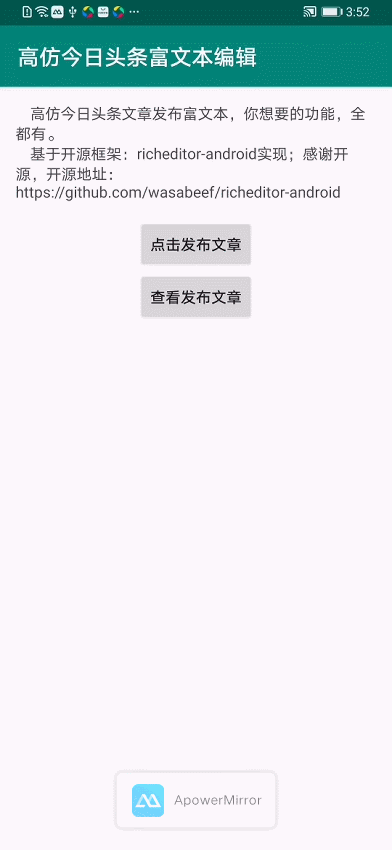 3:52
高仿今日头条富文本编辑
高仿今日头条文章发布富文本，你想要的功能，全
都有。
基于开源框架：richeditor-android实现；感谢开
源，开源地址：
https://github.com/wasabeef/richeditor-android
点击发布文章
查看发布文章
ApowerMirror